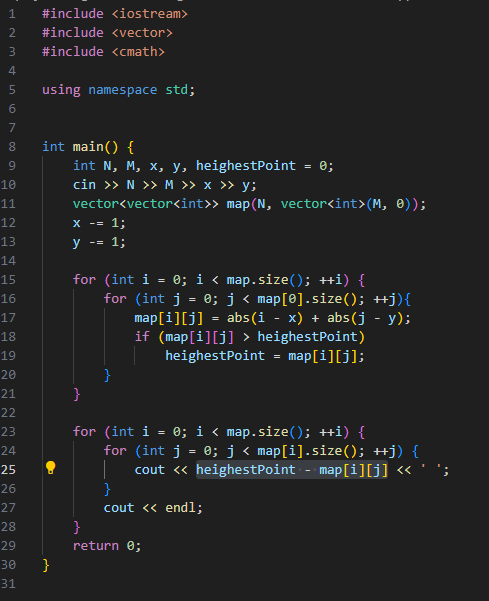 1 #include <iostream>
2 #include <vector>
3 #include <cmath>
4
5 using namespace std;
6
7
8 int main() {
9     int N, M, x, y, heighestPoint = 0;
10     cin >> N >> M >> x >> y;
11     vector<vector<int>> map(N, vector<int>(M, 0));
12     x -= 1;
13     y -= 1;
14
15     for (int i = 0; i < map.size(); ++i) {
16         for (int j = 0; j < map[0].size(); ++j){
17             map[i][j] = abs(i - x) + abs(j - y);
18             if (map[i][j] > heighestPoint)
19                 heighestPoint = map[i][j];
20         }
21     }
22
23     for (int i = 0; i < map.size(); ++i) {
24         for (int j = 0; j < map[i].size(); ++j) {
25             cout << heighestPoint - map[i][j] << ' ';
26         }
27         cout << endl;
28     }
29     return 0;
30 }
31